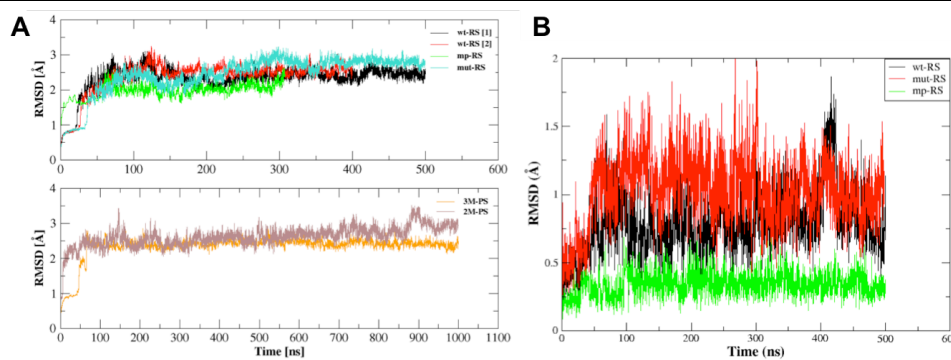 A
4
3
2
1
0
RMSD [Å]
wt-RS [1]
wt-RS [2]
mp-RS
mut-RS
0 100 200 300 400 500 600
4
3
2
1
0
RMSD [Å]
3M-PS
2M-PS
0 100 200 300 400 500 600 700 800 900 1000 1100
Time [ns]
B
2
1.5
1
0.5
0
RMSD (Å)
wt-RS
mut-RS
mp-RS
0 100 200 300 400 500
Time (ns)